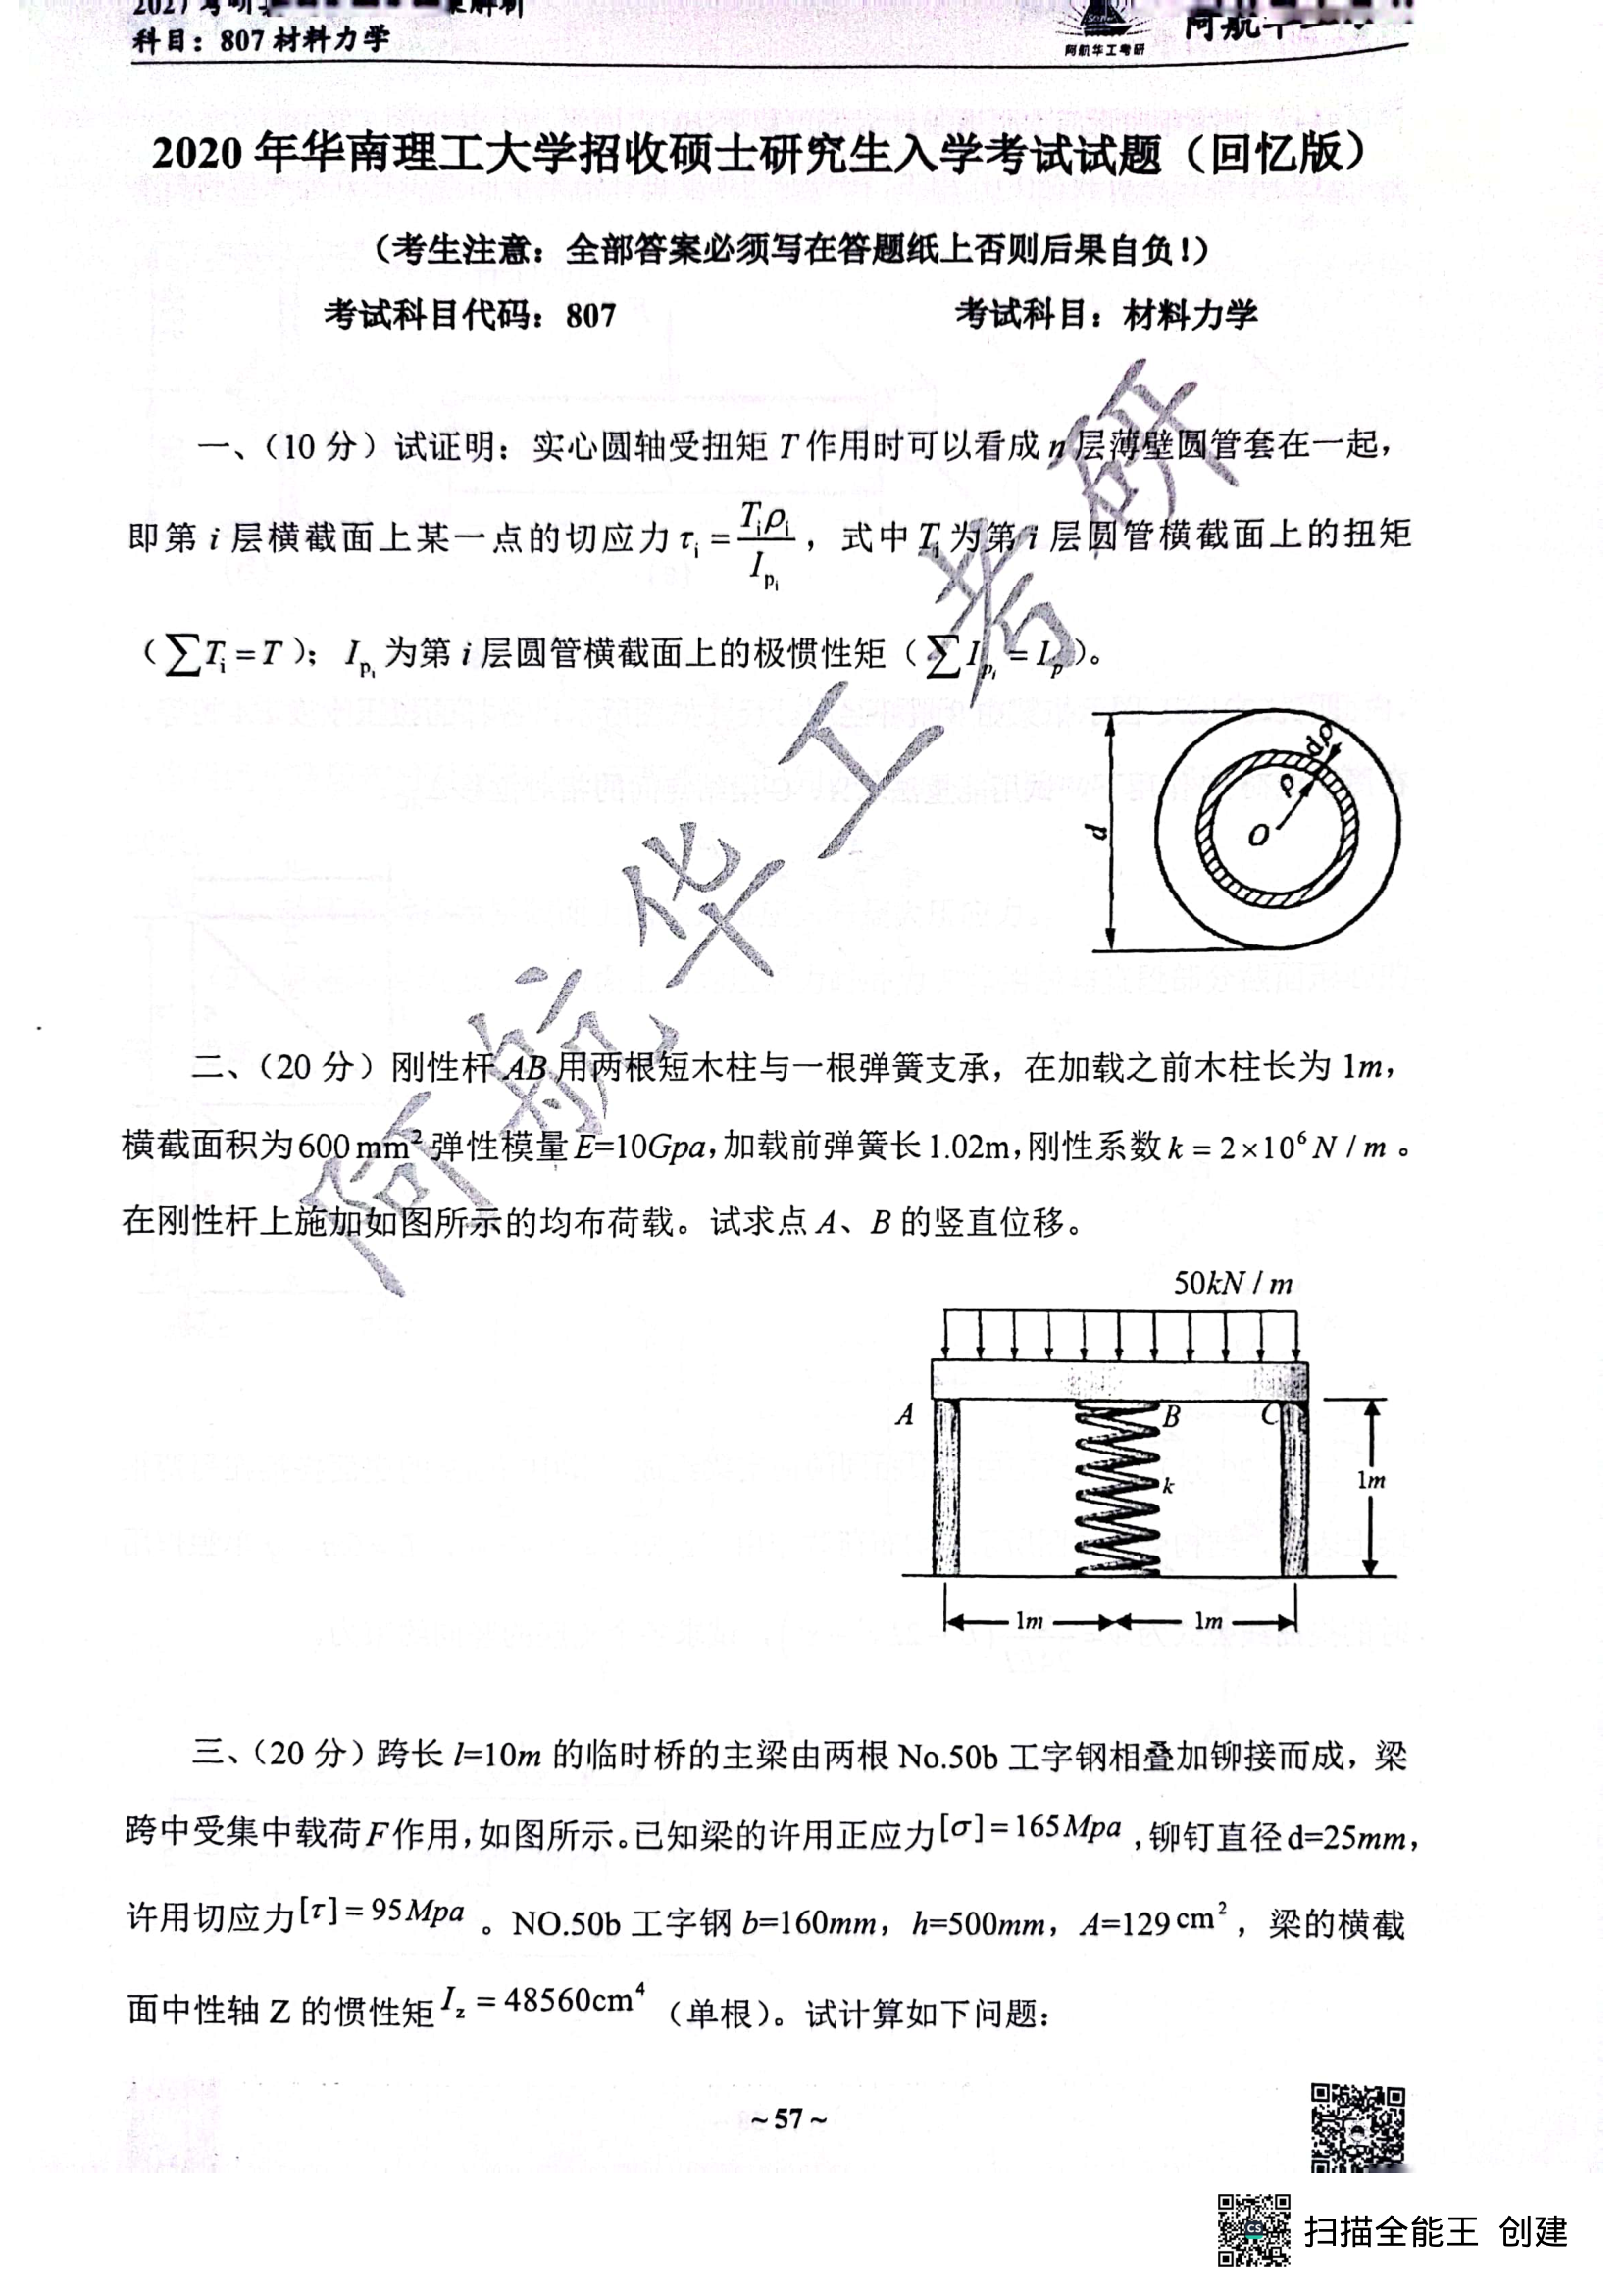 科目：807 材料力学
阿航华工考研
2020 年华南理工大学招收硕士研究生入学考试试题（回忆版）
（考生注意：全部答案必须写在答题纸上否则后果自负！）
考试科目代码：807 考试科目：材料力学
一、（10 分）试证明：实心圆轴受扭矩 T 作用时可以看成 n 层薄壁圆管套在一起，
即第 i 层横截面上某一点的切应力 τᵢ = Tᵢρᵢ / I_pᵢ ，式中 Tᵢ 为第 i 层圆管横截面上的扭矩
（∑Tᵢ = T）；I_pᵢ 为第 i 层圆管横截面上的极惯性矩（∑I_pᵢ = I_p）。
d
O
ρ
dρ
二、（20 分）刚性杆 AB 用两根短木柱与一根弹簧支承，在加载之前木柱长为 1m，
横截面积为 600 mm² 弹性模量 E=10Gpa，加载前弹簧长 1.02m，刚性系数 k = 2×10⁶ N / m 。
在刚性杆上施加如图所示的均布荷载。试求点 A、B 的竖直位移。
50kN / m
A B C
k
1m
1m 1m
三、（20 分）跨长 l=10m 的临时桥的主梁由两根 No.50b 工字钢相叠加铆接而成，梁
跨中受集中载荷 F 作用，如图所示。已知梁的许用正应力 [σ] = 165Mpa ，铆钉直径 d=25mm，
许用切应力 [τ] = 95Mpa 。NO.50b 工字钢 b=160mm，h=500mm，A=129 cm² ，梁的横截
面中性轴 Z 的惯性矩 I_z = 48560cm⁴ （单根）。试计算如下问题：
~ 57 ~
扫描全能王 创建
阿航华工考研